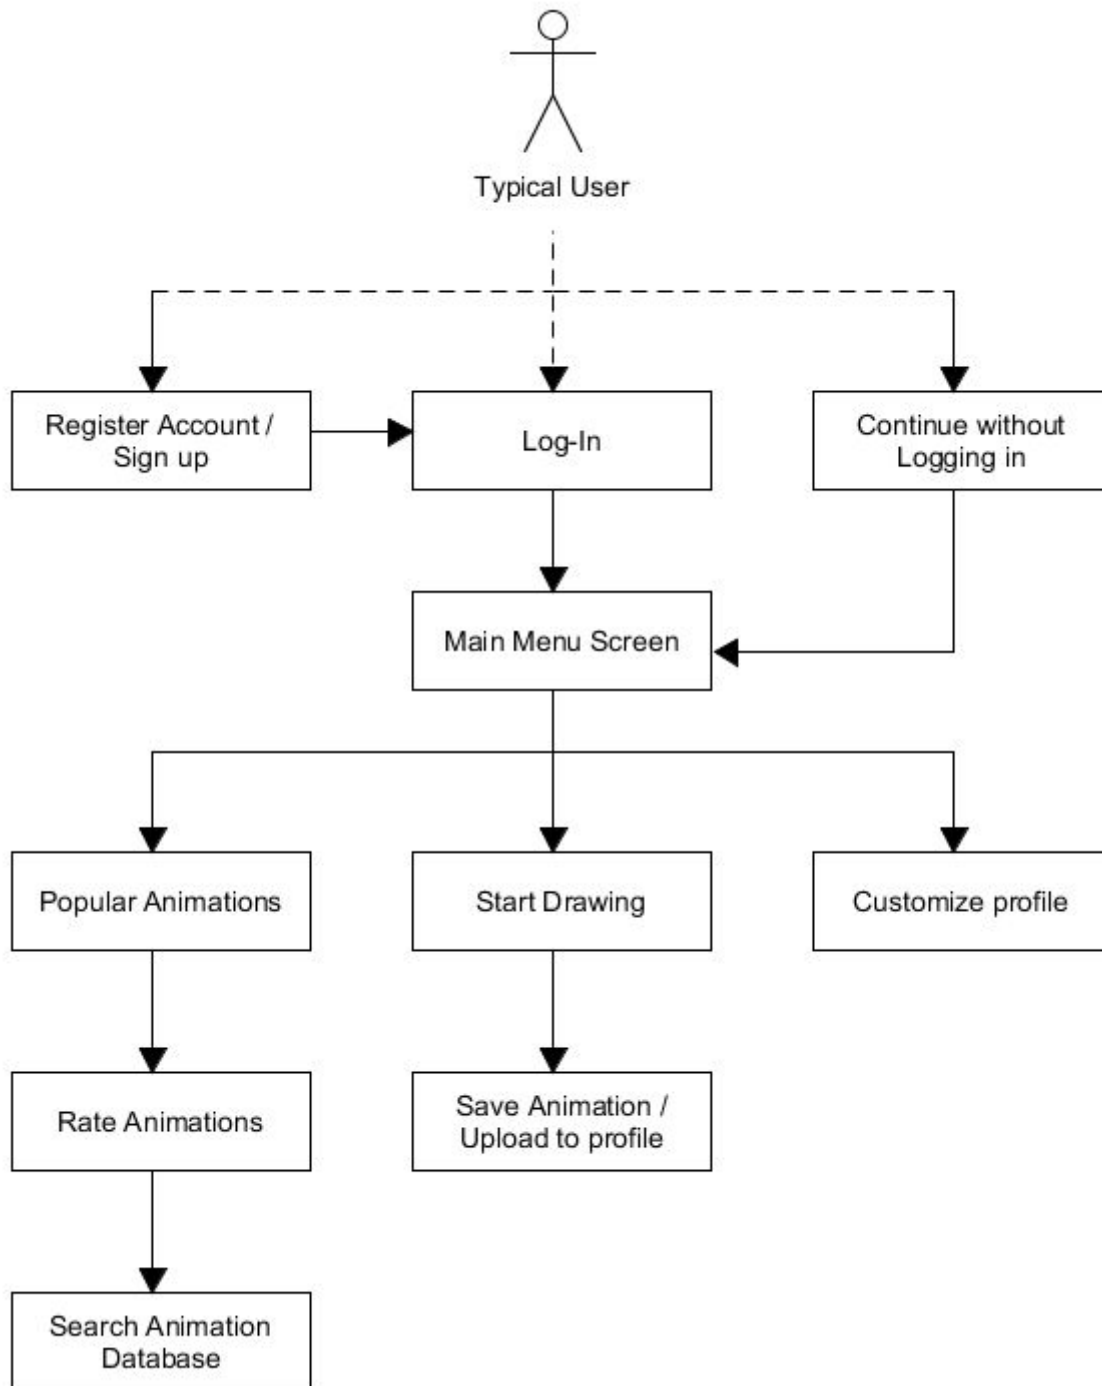 Typical User
Register Account /
Sign up
Log-In
Continue without
Logging in
Main Menu Screen
Popular Animations
Start Drawing
Customize profile
Rate Animations
Save Animation /
Upload to profile
Search Animation
Database